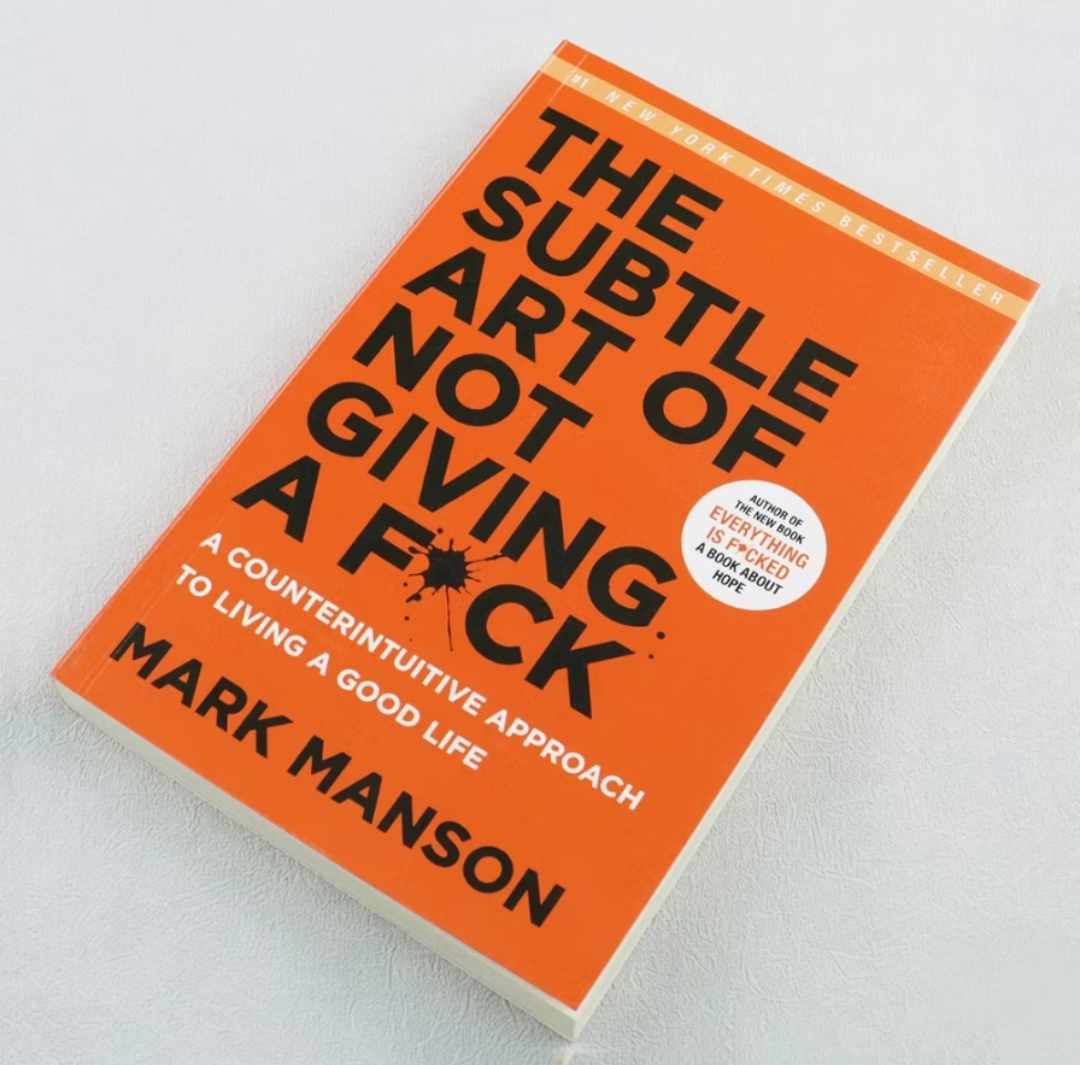 #1 NEW YORK TIMES BESTSELLER
THE
SUBTLE
ART OF
NOT
GIVING
A F*CK
AUTHOR OF
THE NEW BOOK
EVERYTHING
IS F*CKED
A BOOK ABOUT
HOPE
A COUNTERINTUITIVE APPROACH
TO LIVING A GOOD LIFE
MARK MANSON